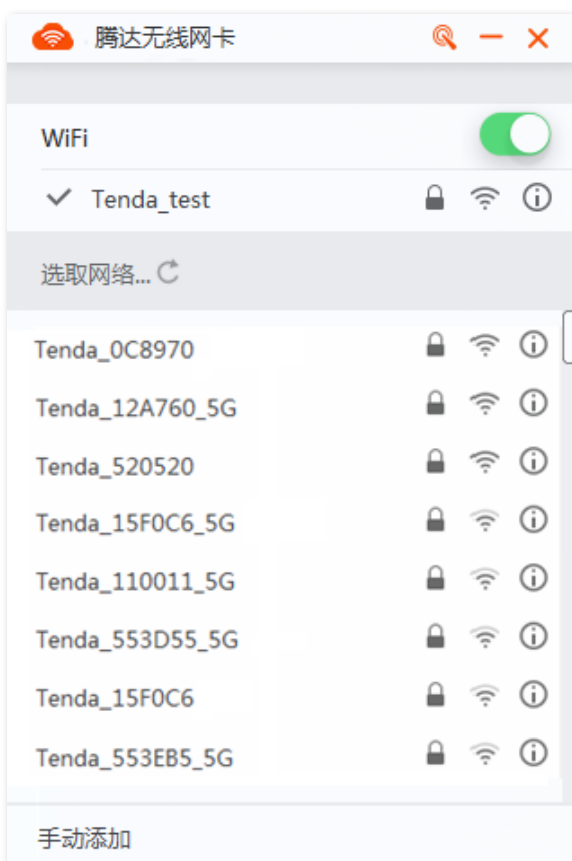 腾达无线网卡
WiFi
Tenda_test
选取网络...
Tenda_0C8970
Tenda_12A760_5G
Tenda_520520
Tenda_15F0C6_5G
Tenda_110011_5G
Tenda_553D55_5G
Tenda_15F0C6
Tenda_553EB5_5G
手动添加